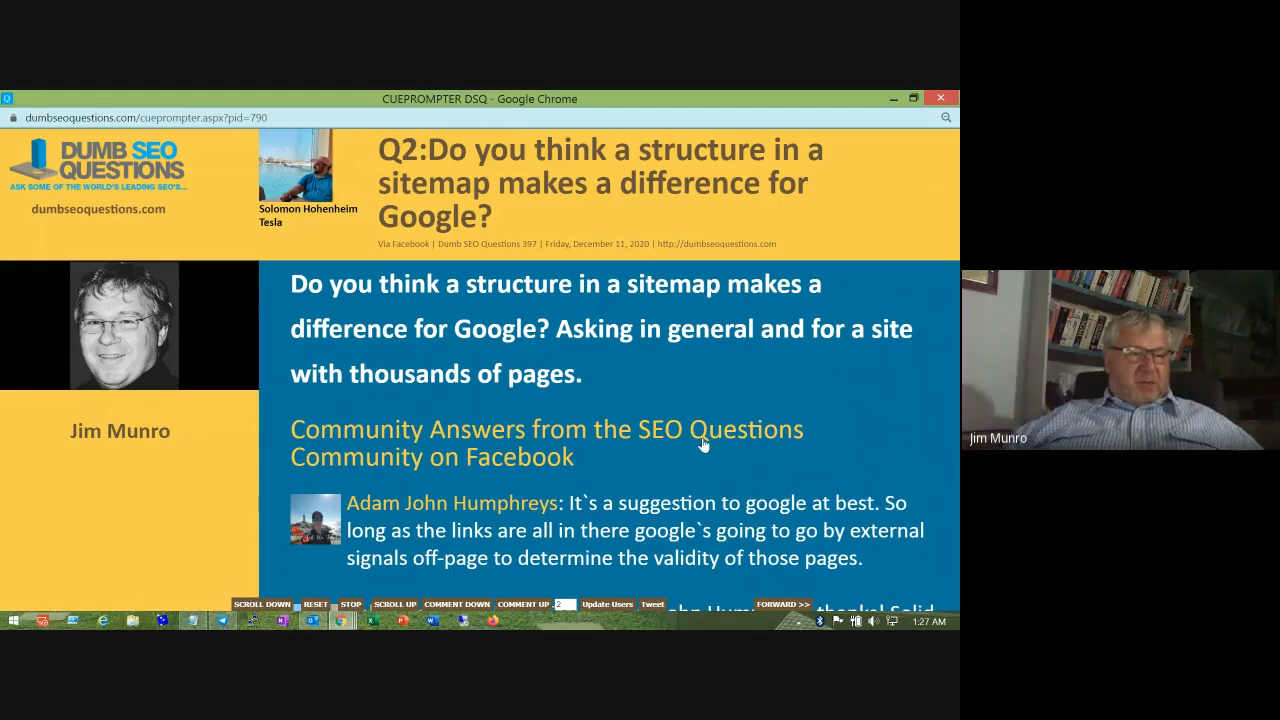 CUEPROMPTER DSQ - Google Chrome
dumbseoquestions.com/cueprompter.aspx?pid=790
DUMB SEO
QUESTIONS
ASK SOME OF THE WORLD'S LEADING SEO'S...
dumbseoquestions.com
Solomon Hohenheim
Tesla
Q2:Do you think a structure in a
sitemap makes a difference for
Google?
Via Facebook | Dumb SEO Questions 397 | Friday, December 11, 2020 | http://dumbseoquestions.com
Jim Munro
Do you think a structure in a sitemap makes a
difference for Google? Asking in general and for a site
with thousands of pages.
Community Answers from the SEO Questions
Community on Facebook
Adam John Humphreys: It`s a suggestion to google at best. So
long as the links are all in there google`s going to go by external
signals off-page to determine the validity of those pages.
SCROLL DOWN RESET STOP SCROLL UP COMMENT DOWN COMMENT UP 2 Update Users Tweet FORWARD >>
1:27 AM
Jim Munro